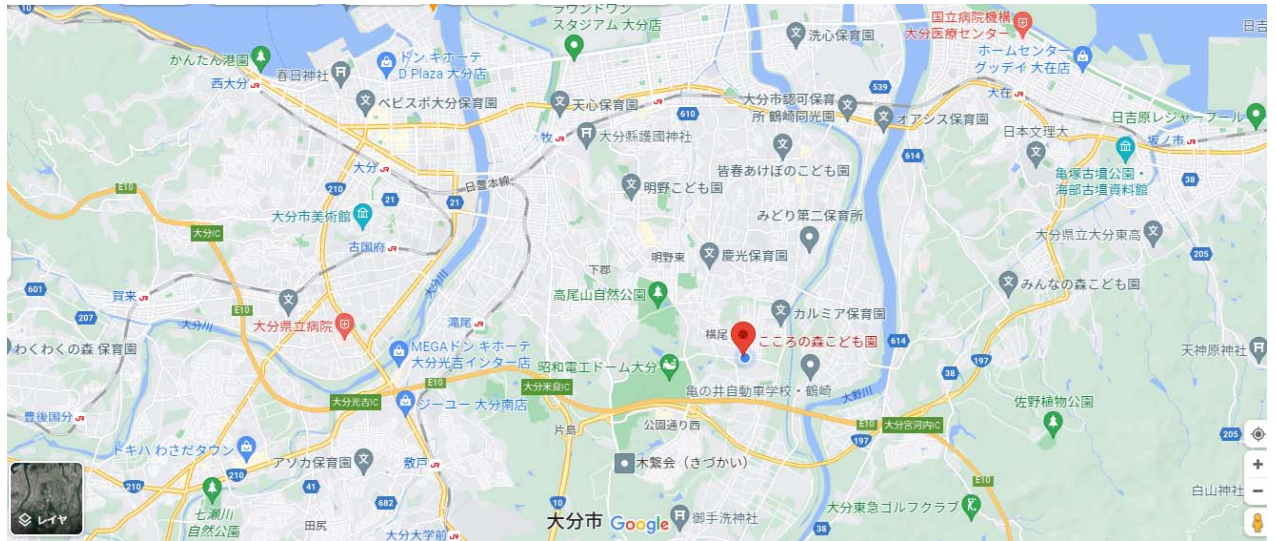 ラウンドワン
スタジアム 大分店
洗心保育園
国立病院機構
大分医療センター
かんたん港園
西大分
春日神社
ドン.キホーテ
D Plaza 大分店
ホームセンター
グッデイ 大在店
539
大在
ベビスポ大分保育園
天心保育園
610
大分市認可保育
所 鶴崎同光園
オアシス保育園
日吉原レジャープール
牧
大分縣護國神社
日本文理大
坂ノ市
614
大分
日豊本線
皆春あけぼのこども園
亀塚古墳公園・
海部古墳資料館
38
E10
210
21
21
明野こども園
大分市美術館
みどり第二保育所
大分IC
古国府
大分県立大分東高
205
明野東
慶光保育園
下郡
601
賀来
大分川
高尾山自然公園
みんなの森こども園
207
大分川
E10
大分県立病院
滝尾
カルミア保育園
横尾
こころの森こども園
614
わくわくの森 保育園
MEGAドン キホーテ
大分光吉インター店
天神原神社
197
昭和電工ドーム大分
亀の井自動車学校・鶴崎
38
E10
大分米良IC
大分光吉IC
ジーユー 大分南店
大野川
佐野植物公園
豊後国分
片島
公園通り西
E10
大分宮河内IC
197
205
トキハ わさだタウン
アソカ保育園
敷戸
木繋会（きづかい）
210
210
41
682
10
E10
白山神社
レイヤ
七瀬川
自然公園
田尻
大分大学前
大分市
Google
御手洗神社
38
大分東急ゴルフクラブ